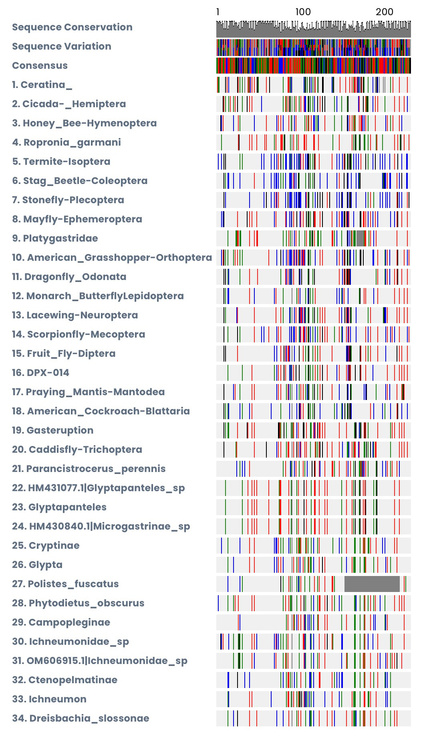 1 100 200
Sequence Conservation
Sequence Variation
Consensus
1. Ceratina_
2. Cicada-_Hemiptera
3. Honey_Bee-Hymenoptera
4. Ropronia_garmani
5. Termite-Isoptera
6. Stag_Beetle-Coleoptera
7. Stonefly-Plecoptera
8. Mayfly-Ephemeroptera
9. Platygastridae
10. American_Grasshopper-Orthoptera
11. Dragonfly_Odonata
12. Monarch_ButterflyLepidoptera
13. Lacewing-Neuroptera
14. Scorpionfly-Mecoptera
15. Fruit_Fly-Diptera
16. DPX-014
17. Praying_Mantis-Mantodea
18. American_Cockroach-Blattaria
19. Gasteruption
20. Caddisfly-Trichoptera
21. Parancistrocerus_perennis
22. HM431077.1|Glyptapanteles_sp
23. Glyptapanteles
24. HM430840.1|Microgastrinae_sp
25. Cryptinae
26. Glypta
27. Polistes_fuscatus
28. Phytodietus_obscurus
29. Campopleginae
30. Ichneumonidae_sp
31. OM606915.1|Ichneumonidae_sp
32. Ctenopelmatinae
33. Ichneumon
34. Dreisbachia_slossonae